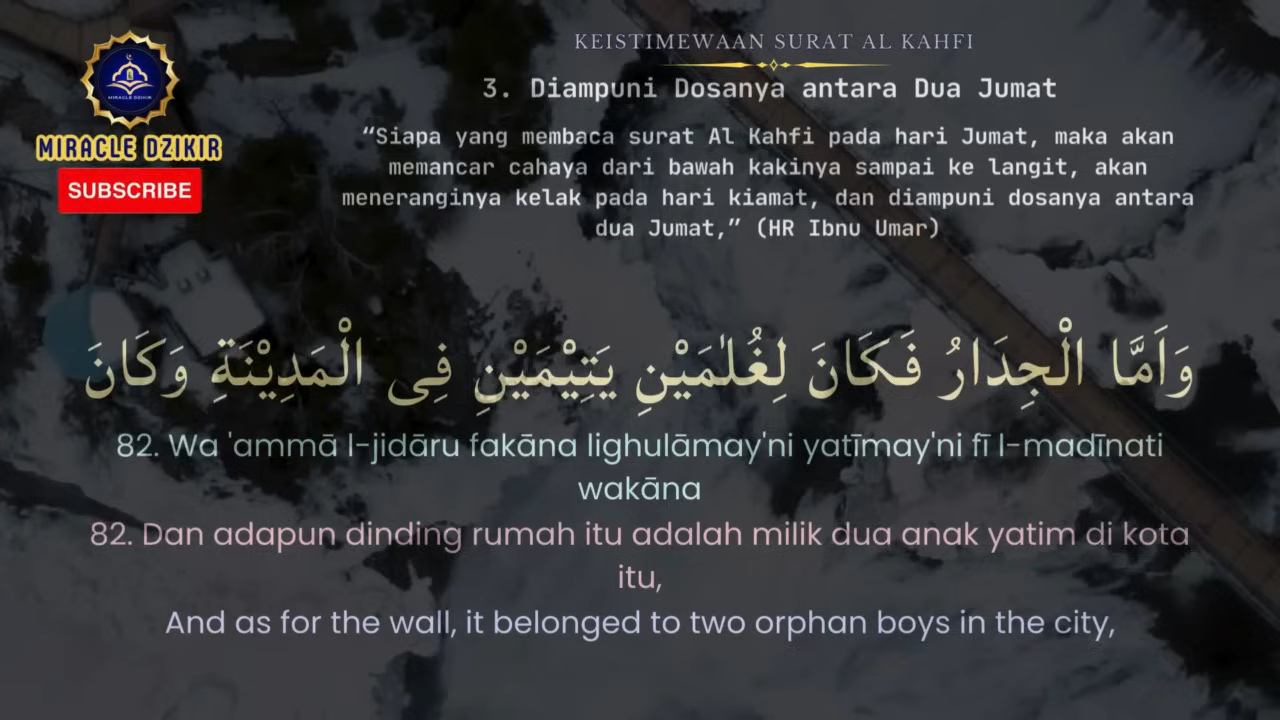 KEISTIMEWAAN SURAT AL KAHFI
3. Diampuni Dosanya antara Dua Jumat
“Siapa yang membaca surat Al Kahfi pada hari Jumat, maka akan
memancar cahaya dari bawah kakinya sampai ke langit, akan
meneranginya kelak pada hari kiamat, dan diampuni dosanya antara
dua Jumat,” (HR Ibnu Umar)
MIRACLE DZIKIR
MIRACLE DZIKIR
SUBSCRIBE
وَاَمَّا الْجِدَارُ فَكَانَ لِغُلٰمَيْنِ يَتِيْمَيْنِ فِى الْمَدِيْنَةِ وَكَانَ
82. Wa 'ammā l-jidāru fakāna lighulāmay'ni yatīmay'ni fī l-madīnati
wakāna
82. Dan adapun dinding rumah itu adalah milik dua anak yatim di kota
itu,
And as for the wall, it belonged to two orphan boys in the city,